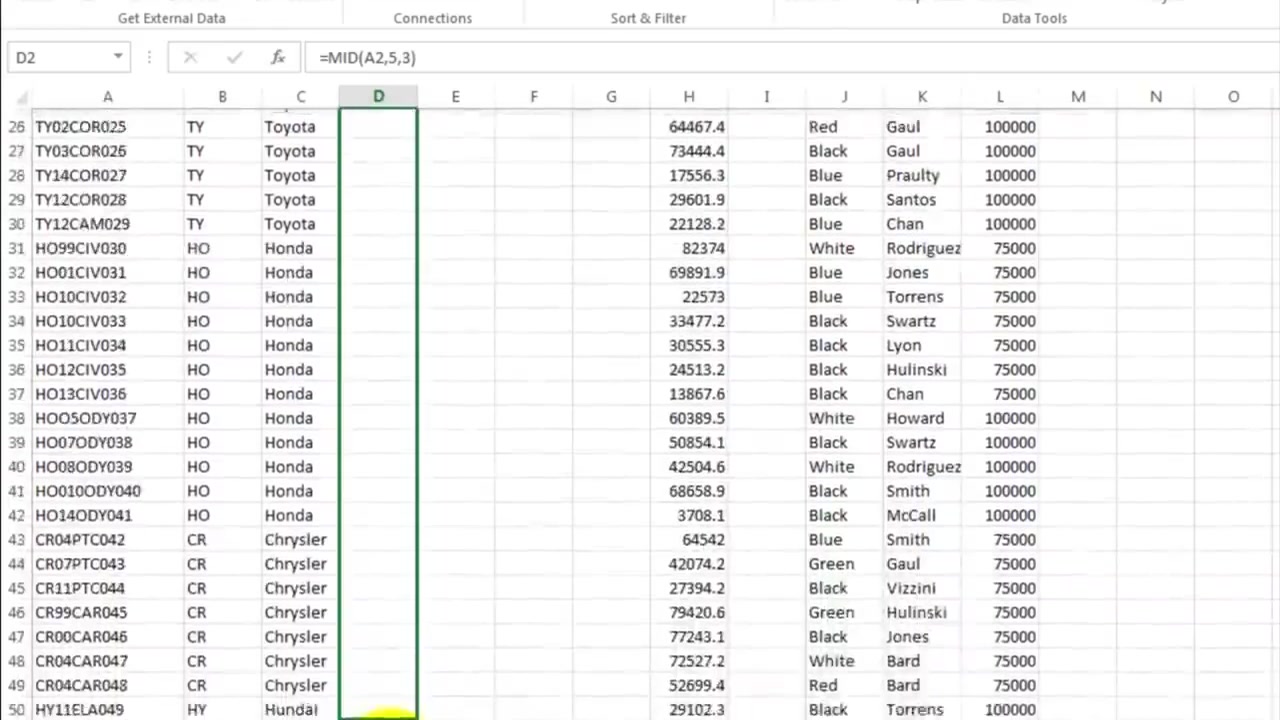 Get External Data Connections Sort & Filter Data Tools
D2 fx =MID(A2,5,3)
A B C D E F G H I J K L M N O
26 TY02COR025 TY Toyota 64467.4 Red Gaul 100000
27 TY03COR026 TY Toyota 73444.4 Black Gaul 100000
28 TY14COR027 TY Toyota 17556.3 Blue Praulty 100000
29 TY12COR028 TY Toyota 29601.9 Black Santos 100000
30 TY12CAM029 TY Toyota 22128.2 Blue Chan 100000
31 HO99CIV030 HO Honda 82374 White Rodriguez 75000
32 HO01CIV031 HO Honda 69891.9 Blue Jones 75000
33 HO10CIV032 HO Honda 22573 Blue Torrens 75000
34 HO10CIV033 HO Honda 33477.2 Black Swartz 75000
35 HO11CIV034 HO Honda 30555.3 Black Lyon 75000
36 HO12CIV035 HO Honda 24513.2 Black Hulinski 75000
37 HO13CIV036 HO Honda 13867.6 Black Chan 75000
38 HOO5ODY037 HO Honda 60389.5 White Howard 100000
39 HO07ODY038 HO Honda 50854.1 Black Swartz 100000
40 HO08ODY039 HO Honda 42504.6 White Rodriguez 100000
41 HO010ODY040 HO Honda 68658.9 Black Smith 100000
42 HO14ODY041 HO Honda 3708.1 Black McCall 100000
43 CR04PTC042 CR Chrysler 64542 Blue Smith 75000
44 CR07PTC043 CR Chrysler 42074.2 Green Gaul 75000
45 CR11PTC044 CR Chrysler 27394.2 Black Vizzini 75000
46 CR99CAR045 CR Chrysler 79420.6 Green Hulinski 75000
47 CR00CAR046 CR Chrysler 77243.1 Black Jones 75000
48 CR04CAR047 CR Chrysler 72527.2 White Bard 75000
49 CR04CAR048 CR Chrysler 52699.4 Red Bard 75000
50 HY11ELA049 HY Hundai 29102.3 Black Torrens 100000